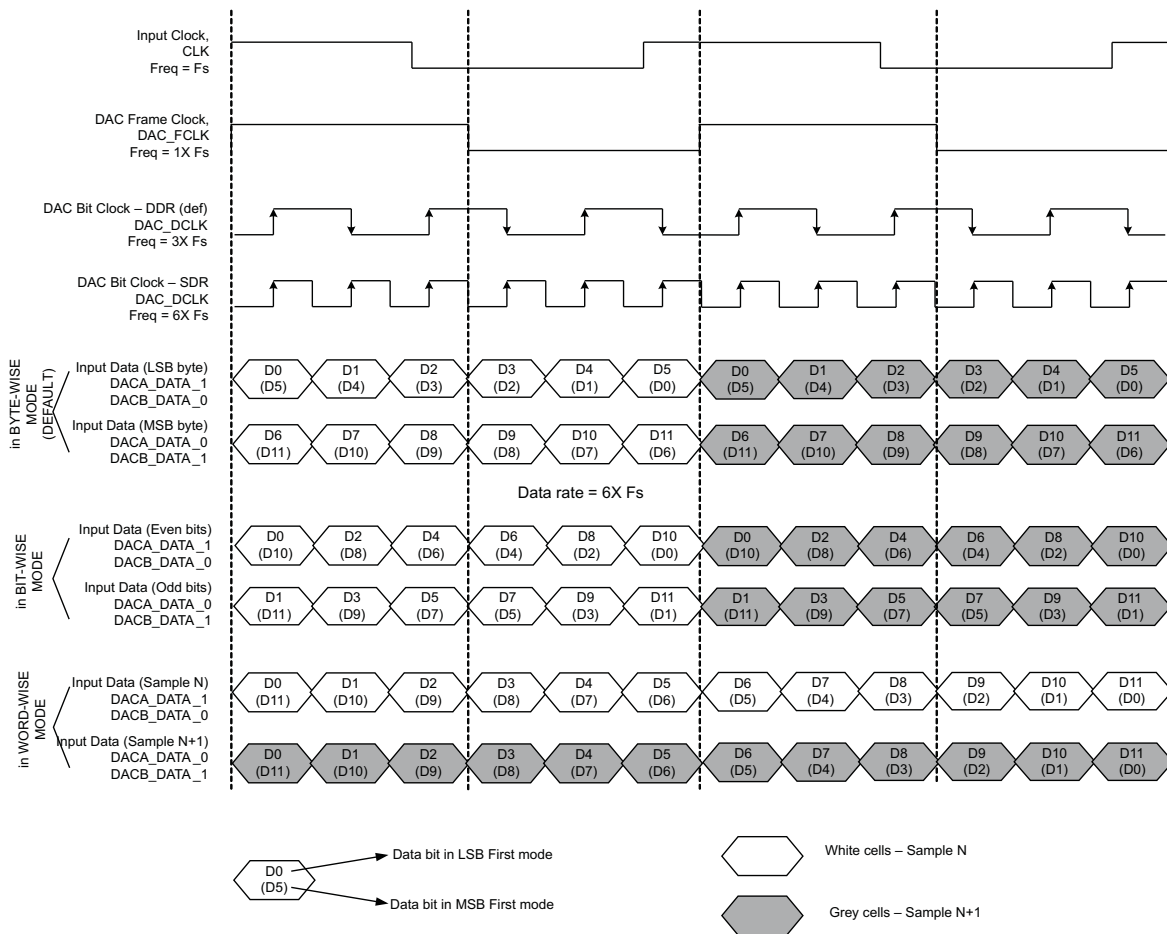 Input Clock,
CLK
Freq = Fs
DAC Frame Clock,
DAC_FCLK
Freq = 1X Fs
DAC Bit Clock – DDR (def)
DAC_DCLK
Freq = 3X Fs
DAC Bit Clock – SDR
DAC_DCLK
Freq = 6X Fs
in BYTE-WISE
MODE
(DEFAULT)
Input Data (LSB byte)
DACA_DATA_1
DACB_DATA_0
D0 D1 D2 D3 D4 D5 D0 D1 D2 D3 D4 D5
(D5) (D4) (D3) (D2) (D1) (D0) (D5) (D4) (D3) (D2) (D1) (D0)
Input Data (MSB byte)
DACA_DATA_0
DACB_DATA_1
D6 D7 D8 D9 D10 D11 D6 D7 D8 D9 D10 D11
(D11) (D10) (D9) (D8) (D7) (D6) (D11) (D10) (D9) (D8) (D7) (D6)
Data rate = 6X Fs
in BIT-WISE
MODE
Input Data (Even bits)
DACA_DATA_1
DACB_DATA_0
D0 D2 D4 D6 D8 D10 D0 D2 D4 D6 D8 D10
(D10) (D8) (D6) (D4) (D2) (D0) (D10) (D8) (D6) (D4) (D2) (D0)
Input Data (Odd bits)
DACA_DATA_0
DACB_DATA_1
D1 D3 D5 D7 D9 D11 D1 D3 D5 D7 D9 D11
(D11) (D9) (D7) (D5) (D3) (D1) (D11) (D9) (D7) (D5) (D3) (D1)
in WORD-WISE
MODE
Input Data (Sample N)
DACA_DATA_1
DACB_DATA_0
D0 D1 D2 D3 D4 D5 D6 D7 D8 D9 D10 D11
(D11) (D10) (D9) (D8) (D7) (D6) (D5) (D4) (D3) (D2) (D1) (D0)
Input Data (Sample N+1)
DACA_DATA_0
DACB_DATA_1
D0 D1 D2 D3 D4 D5 D6 D7 D8 D9 D10 D11
(D11) (D10) (D9) (D8) (D7) (D6) (D5) (D4) (D3) (D2) (D1) (D0)
D0
(D5)
Data bit in LSB First mode
Data bit in MSB First mode
White cells – Sample N
Grey cells – Sample N+1